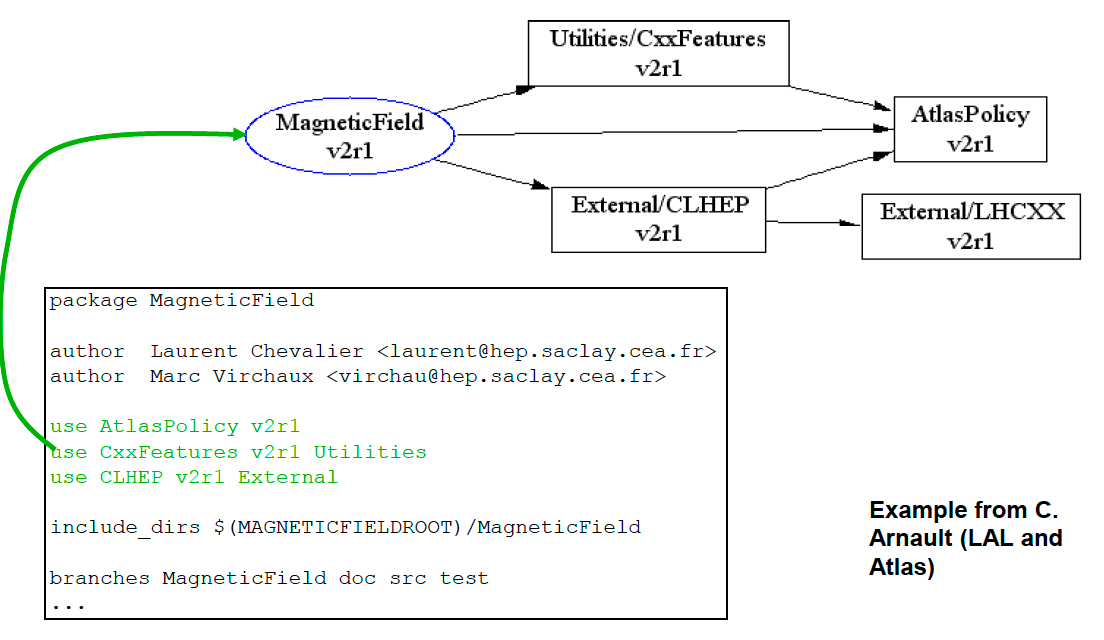 Utilities/CxxFeatures
v2r1
MagneticField
v2r1
AtlasPolicy
v2r1
External/CLHEP
v2r1
External/LHCXX
v2r1
package MagneticField
author Laurent Chevalier <laurent@hep.saclay.cea.fr>
author Marc Virchaux <virchau@hep.saclay.cea.fr>
use AtlasPolicy v2r1
use CxxFeatures v2r1 Utilities
use CLHEP v2r1 External
include_dirs $(MAGNETICFIELDROOT)/MagneticField
branches MagneticField doc src test
...
Example from C.
Arnault (LAL and
Atlas)